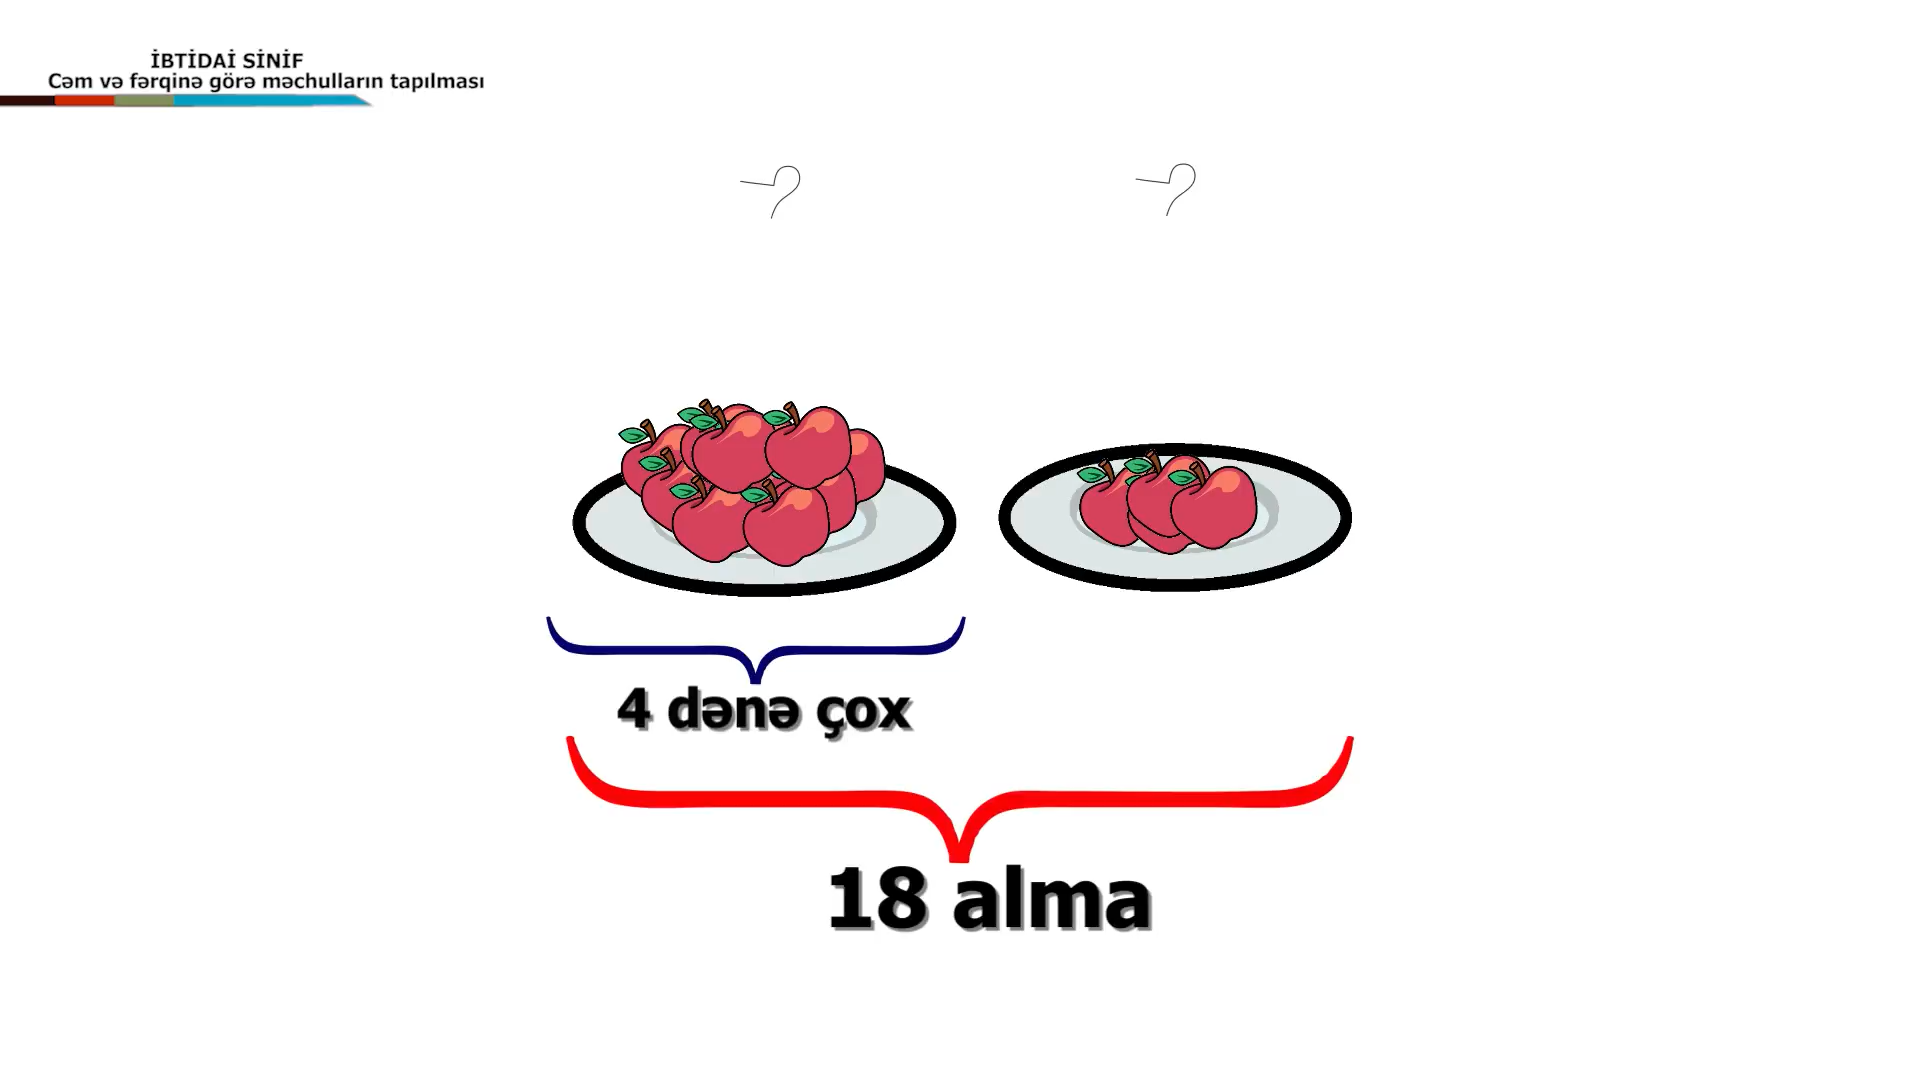 İBTİDAİ SİNİF
Cəm və fərqinə görə məchulların tapılması
-? -?
4 dənə çox
18 alma